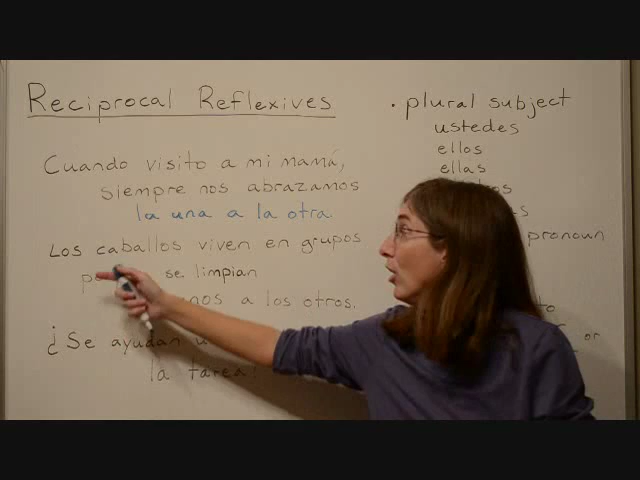 Reciprocal Reflexives
Cuando visito a mi mamá,
siempre nos abrazamos
la una a la otra.
Los caballos viven en grupos
se limpian
a los otros.
¿Se ayudan
la tarea?
• plural subject
ustedes
ellos
ellas
pronoun
or